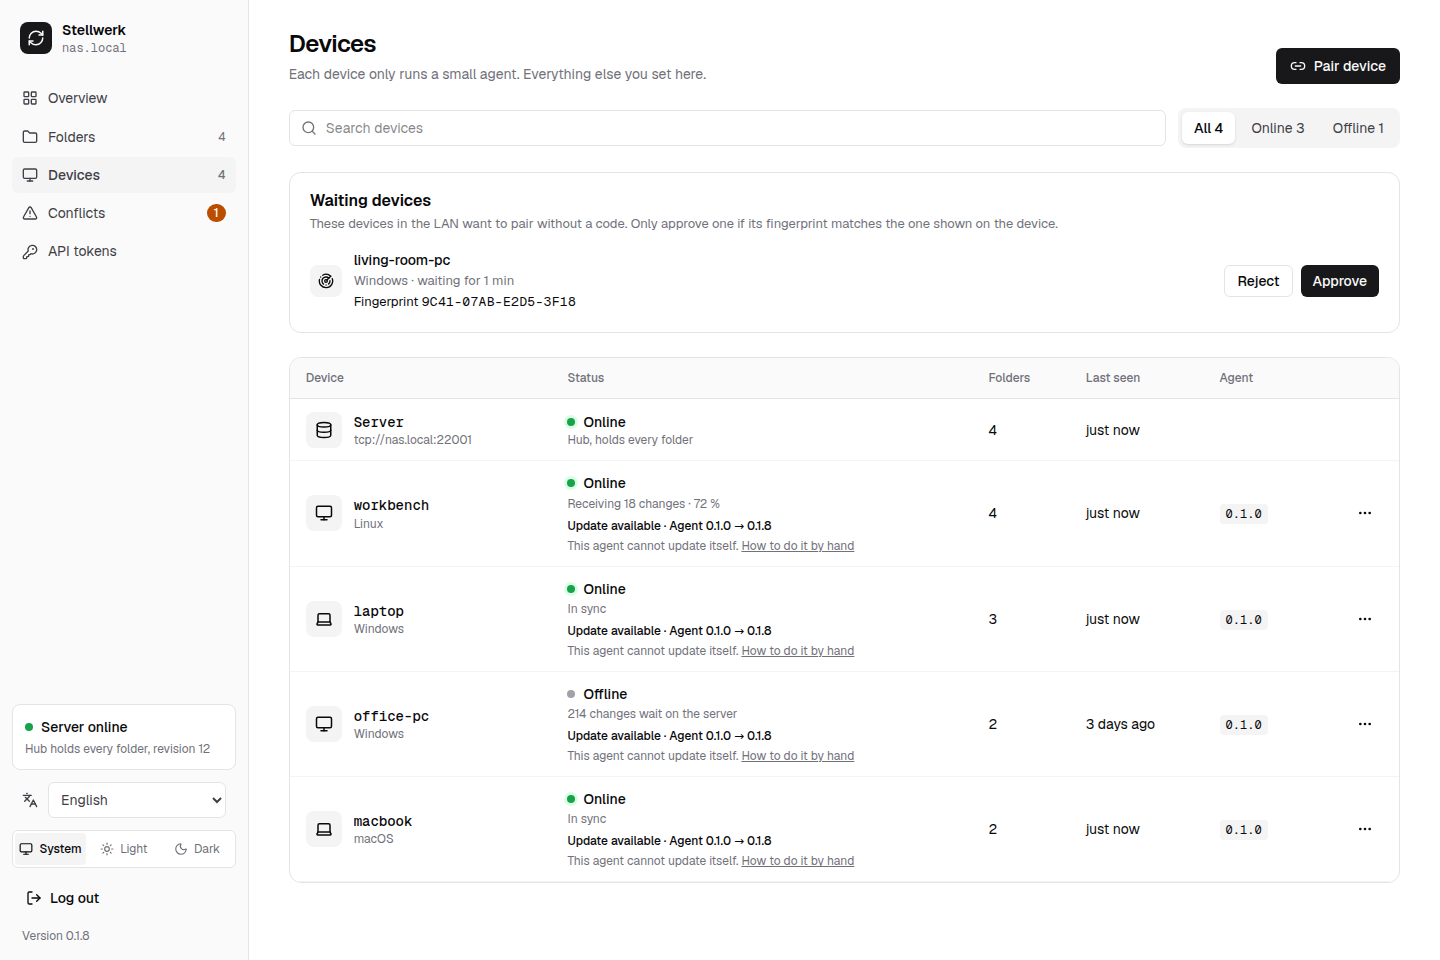 Stellwerk
nas.local
Overview
Folders 4
Devices 4
Conflicts 1
API tokens
Server online
Hub holds every folder, revision 12
English
System Light Dark
Log out
Version 0.1.8
Devices
Each device only runs a small agent. Everything else you set here.
Pair device
Search devices
All 4 Online 3 Offline 1
Waiting devices
These devices in the LAN want to pair without a code. Only approve one if its fingerprint matches the one shown on the device.
living-room-pc
Windows · waiting for 1 min
Fingerprint 9C41-07AB-E2D5-3F18
Reject Approve
Device Status Folders Last seen Agent
Server
tcp://nas.local:22001
Online
Hub, holds every folder
4 just now
workbench
Linux
Online
Receiving 18 changes · 72 %
Update available · Agent 0.1.0 → 0.1.8
This agent cannot update itself. How to do it by hand
4 just now 0.1.0
laptop
Windows
Online
In sync
Update available · Agent 0.1.0 → 0.1.8
This agent cannot update itself. How to do it by hand
3 just now 0.1.0
office-pc
Windows
Offline
214 changes wait on the server
Update available · Agent 0.1.0 → 0.1.8
This agent cannot update itself. How to do it by hand
2 3 days ago 0.1.0
macbook
macOS
Online
In sync
Update available · Agent 0.1.0 → 0.1.8
This agent cannot update itself. How to do it by hand
2 just now 0.1.0